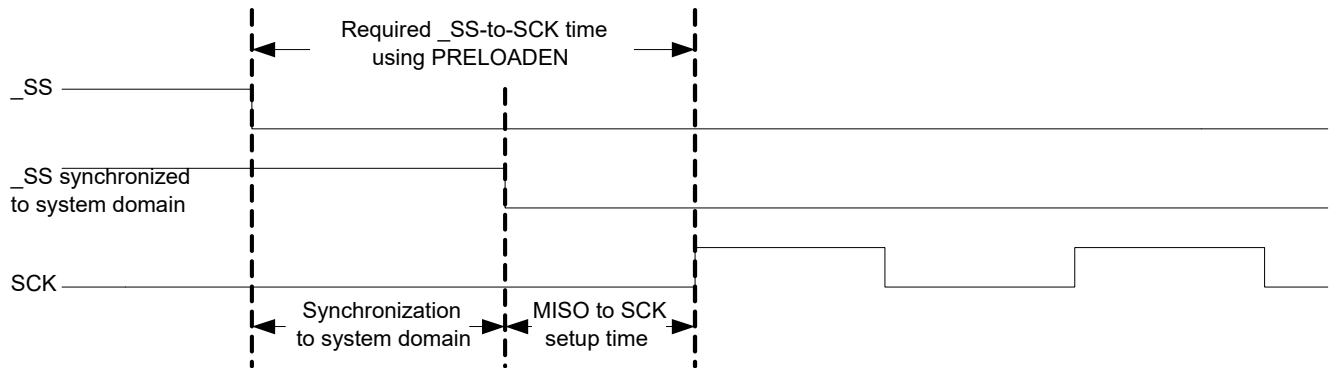 Required _SS-to-SCK time
using PRELOADEN
_SS
_SS synchronized
to system domain
SCK
Synchronization
to system domain
MISO to SCK
setup time